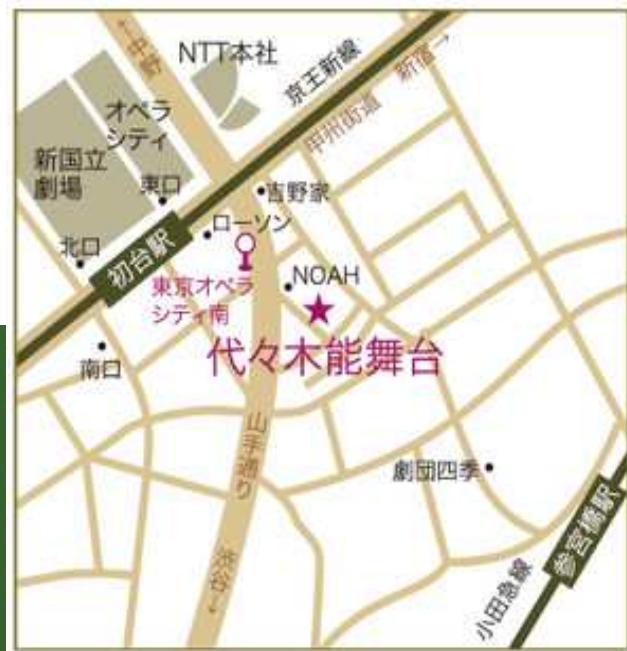 ←中野
NTT本社
京王新線
新宿→
甲州街道
オペラ
シティ
新国立
劇場
東口
吉野家
ローソン
北口
初台駅
東京オペラ
シティ南
NOAH
代々木能舞台
南口
山手通り
劇団四季
渋谷→
参宮橋駅
小田急線